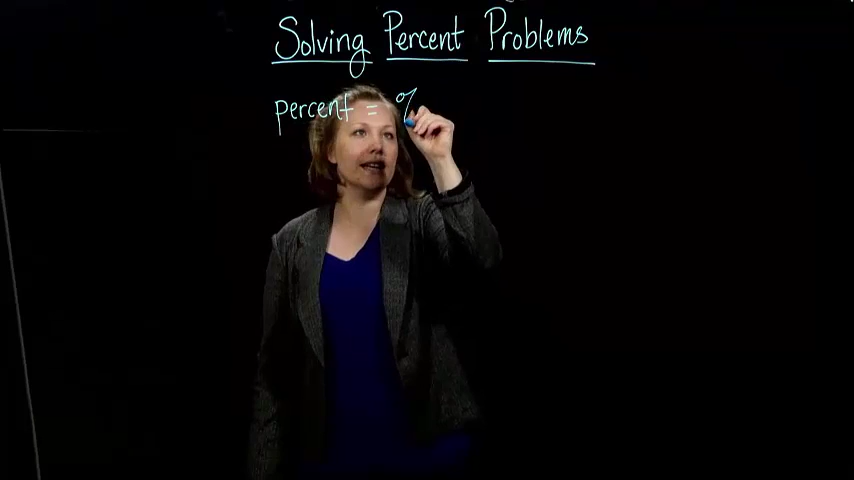 Solving Percent Problems
percent = %